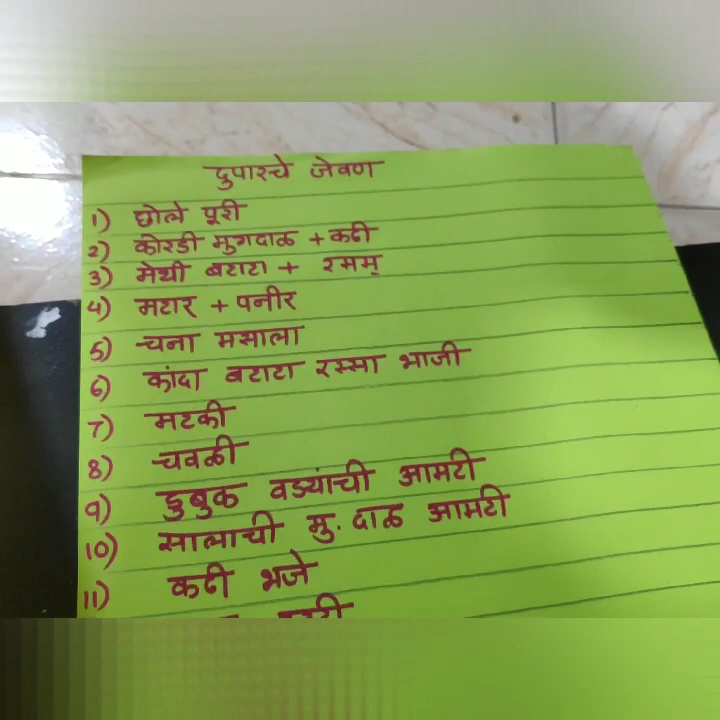 दुपारचे जेवण
1) छोले पूरी
2) कोरडी मुगदाळ + कढी
3) मेथी बटाटा + रसम्
4) मटार + पनीर
5) चना मसाला
6) कांदा बटाटा रस्सा भाजी
7) मटकी
8) चवळी
9) डुबुक वड्यांची आमटी
10) सालाची मु. दाळ आमटी
11) कढी भजे